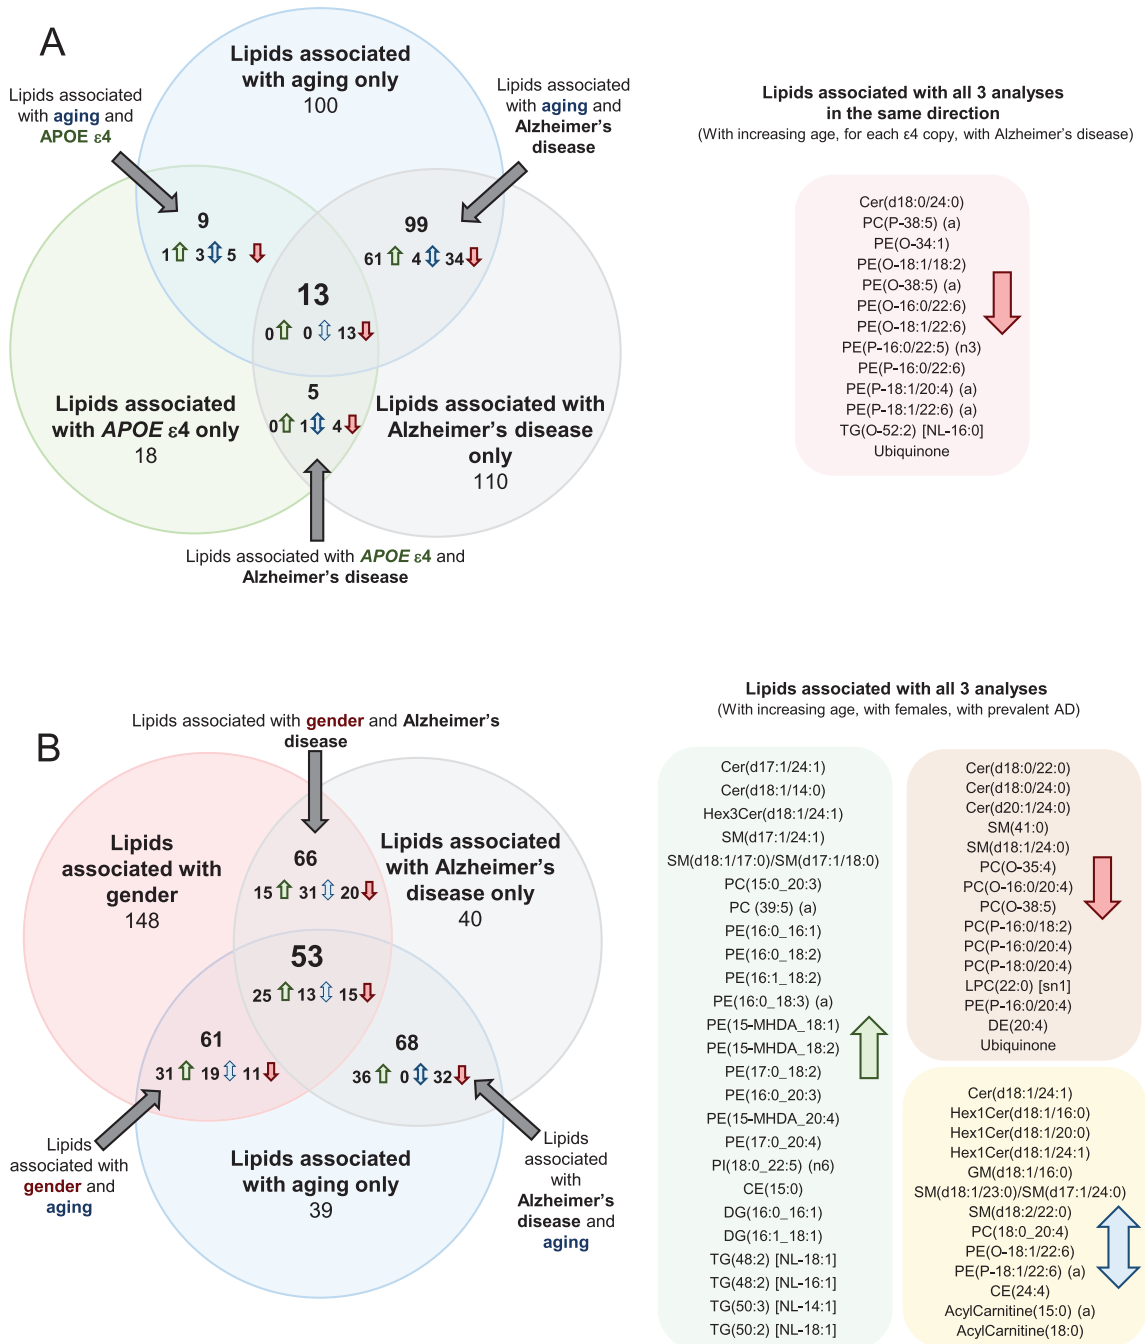 A
Lipids associated
with aging only
100
Lipids associated
with aging and
APOE ε4
Lipids associated
with aging and
Alzheimer's
disease
9
1 3 5
99
61 4 34
13
0 0 13
5
0 1 4
Lipids associated
with APOE ε4 only
18
Lipids associated with
Alzheimer's disease
only
110
Lipids associated with APOE ε4 and
Alzheimer's disease
Lipids associated with all 3 analyses
in the same direction
(With increasing age, for each ε4 copy, with Alzheimer's disease)
Cer(d18:0/24:0)
PC(P-38:5) (a)
PE(O-34:1)
PE(O-18:1/18:2)
PE(O-38:5) (a)
PE(O-16:0/22:6)
PE(O-18:1/22:6)
PE(P-16:0/22:5) (n3)
PE(P-16:0/22:6)
PE(P-18:1/20:4) (a)
PE(P-18:1/22:6) (a)
TG(O-52:2) [NL-16:0]
Ubiquinone
B
Lipids associated with gender and Alzheimer's
disease
Lipids
associated with
gender
148
66
15 31 20
Lipids associated
with Alzheimer's
disease only
40
53
25 13 15
61
31 19 11
68
36 0 32
Lipids
associated with
gender and
aging
Lipids associated
with aging only
39
Lipids
associated
with
Alzheimer's
disease and
aging
Lipids associated with all 3 analyses
(With increasing age, with females, with prevalent AD)
Cer(d17:1/24:1)
Cer(d18:1/14:0)
Hex3Cer(d18:1/24:1)
SM(d17:1/24:1)
SM(d18:1/17:0)/SM(d17:1/18:0)
PC(15:0_20:3)
PC (39:5) (a)
PE(16:0_16:1)
PE(16:0_18:2)
PE(16:1_18:2)
PE(16:0_18:3) (a)
PE(15-MHDA_18:1)
PE(15-MHDA_18:2)
PE(17:0_18:2)
PE(16:0_20:3)
PE(15-MHDA_20:4)
PE(17:0_20:4)
PI(18:0_22:5) (n6)
CE(15:0)
DG(16:0_16:1)
DG(16:1_18:1)
TG(48:2) [NL-18:1]
TG(48:2) [NL-16:1]
TG(50:3) [NL-14:1]
TG(50:2) [NL-18:1]
Cer(d18:0/22:0)
Cer(d18:0/24:0)
Cer(d20:1/24:0)
SM(41:0)
SM(d18:1/24:0)
PC(O-35:4)
PC(O-16:0/20:4)
PC(O-38:5)
PC(P-16:0/18:2)
PC(P-16:0/20:4)
PC(P-18:0/20:4)
LPC(22:0) [sn1]
PE(P-16:0/20:4)
DE(20:4)
Ubiquinone
Cer(d18:1/24:1)
Hex1Cer(d18:1/16:0)
Hex1Cer(d18:1/20:0)
Hex1Cer(d18:1/24:1)
GM(d18:1/16:0)
SM(d18:1/23:0)/SM(d17:1/24:0)
SM(d18:2/22:0)
PC(18:0_20:4)
PE(O-18:1/22:6)
PE(P-18:1/22:6) (a)
CE(24:4)
AcylCarnitine(15:0) (a)
AcylCarnitine(18:0)